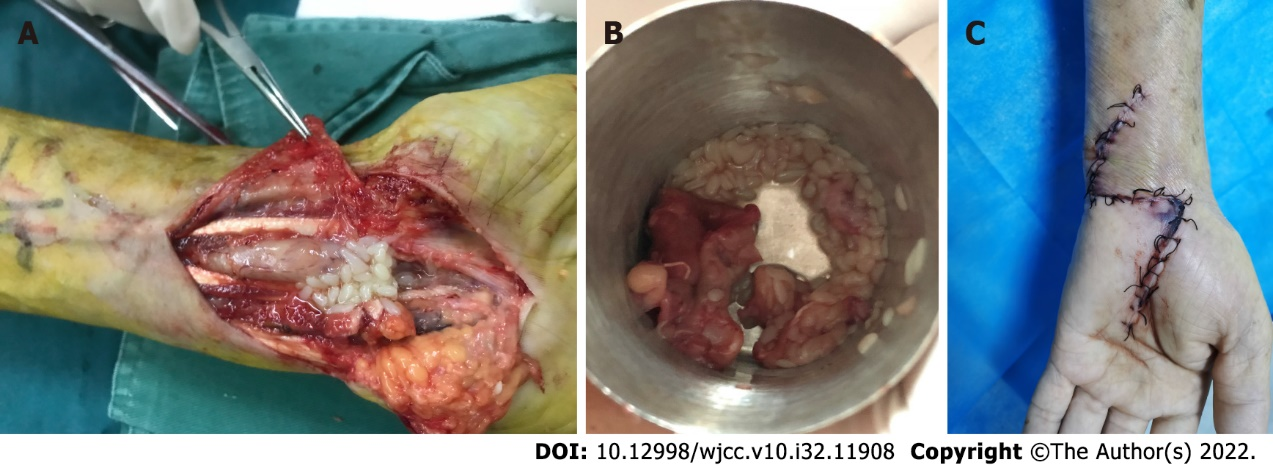 A
B
C
DOI: 10.12998/wjcc.v10.i32.11908 Copyright ©The Author(s) 2022.